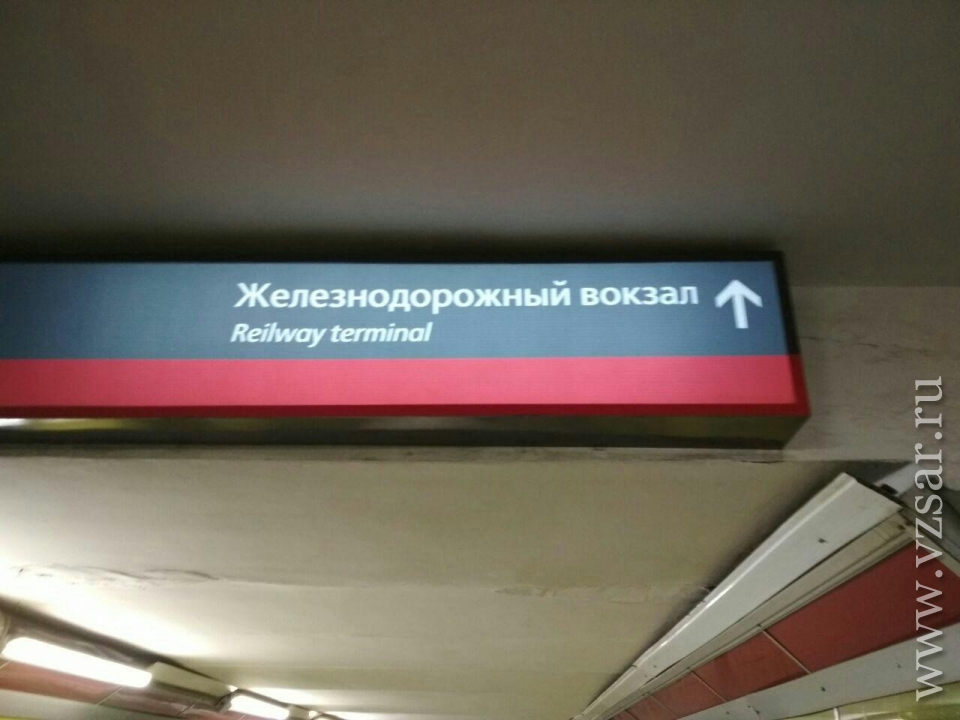 Железнодорожный вокзал
Reilway terminal
www.vzsar.ru